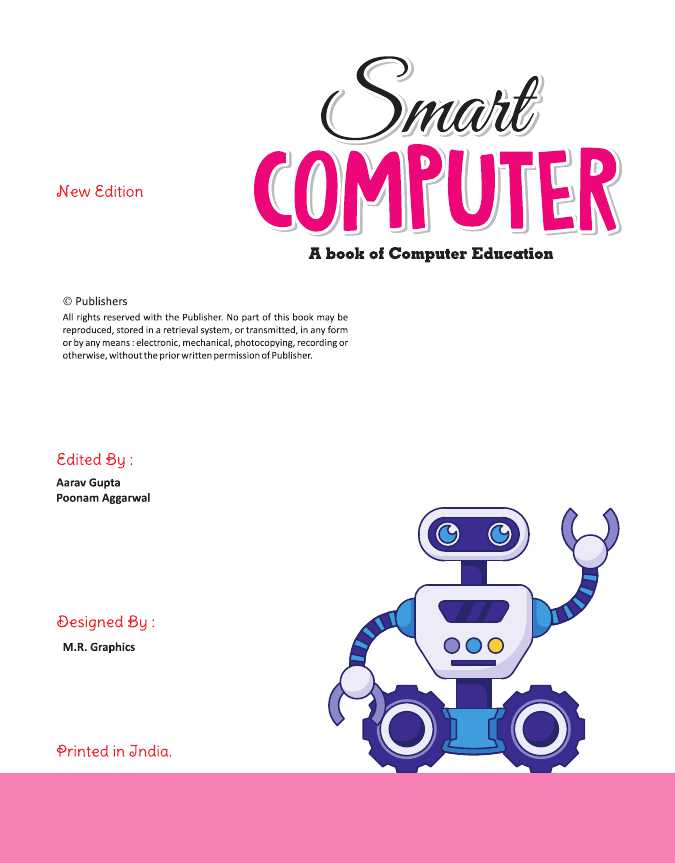 Smart
COMPUTER
New Edition
A book of Computer Education
© Publishers
All rights reserved with the Publisher. No part of this book may be
reproduced, stored in a retrieval system, or transmitted, in any form
or by any means : electronic, mechanical, photocopying, recording or
otherwise, without the prior written permission of Publisher.
Edited By :
Aarav Gupta
Poonam Aggarwal
Designed By :
M.R. Graphics
Printed in India.